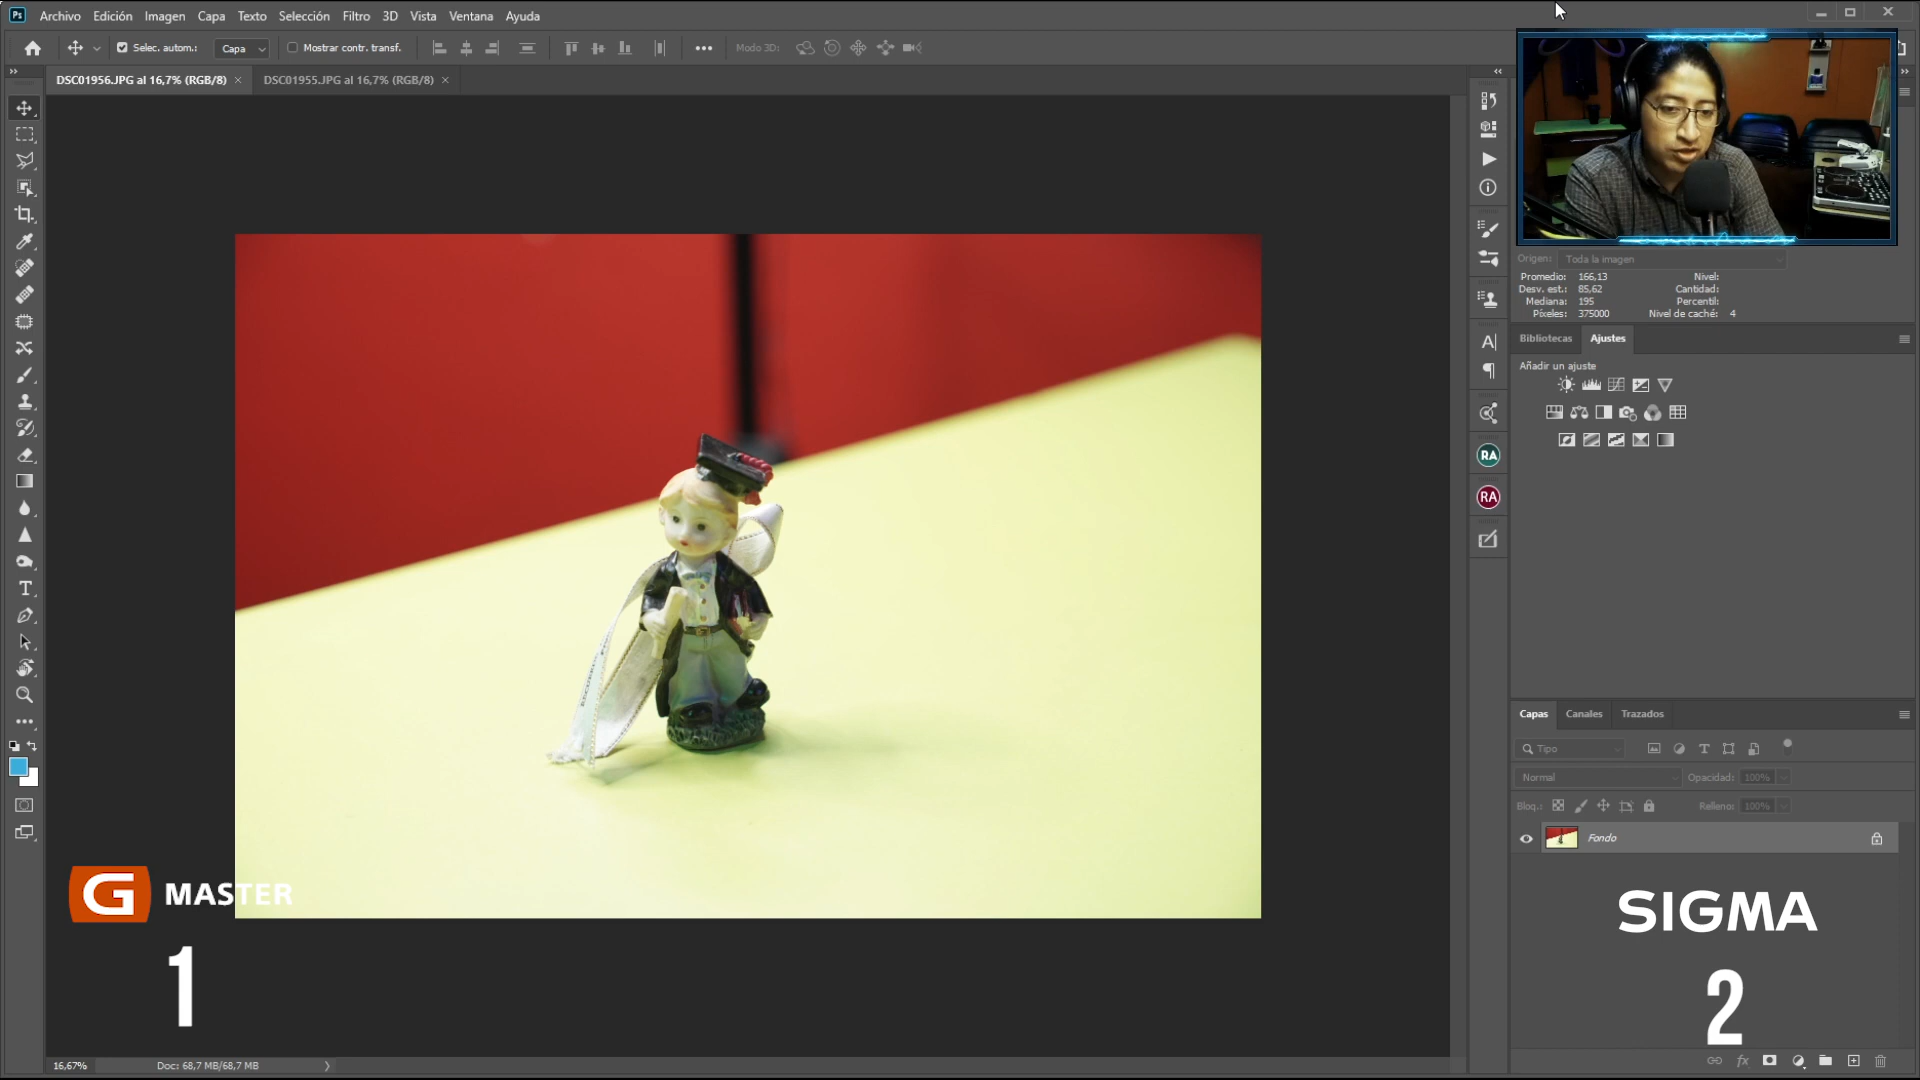 Ps Archivo Edición Imagen Capa Texto Selección Filtro 3D Vista Ventana Ayuda
Selec. autom.: Capa Mostrar contr. transf. Modo 3D:
DSC01956.JPG al 16,7% (RGB/8) × DSC01955.JPG al 16,7% (RGB/8) ×
Origen: Toda la imagen
Promedio: 166,13 Nivel:
Desv. est.: 85,62 Cantidad:
Mediana: 195 Percentil:
Píxeles: 375000 Nivel de caché: 4
Bibliotecas Ajustes
Añadir un ajuste
RA
RA
Capas Canales Trazados
Tipo
Normal Opacidad: 100%
Bloq.: Relleno: 100%
Fondo
G MASTER
1
SIGMA
2
16,67% Doc: 68,7 MB/68,7 MB
fx